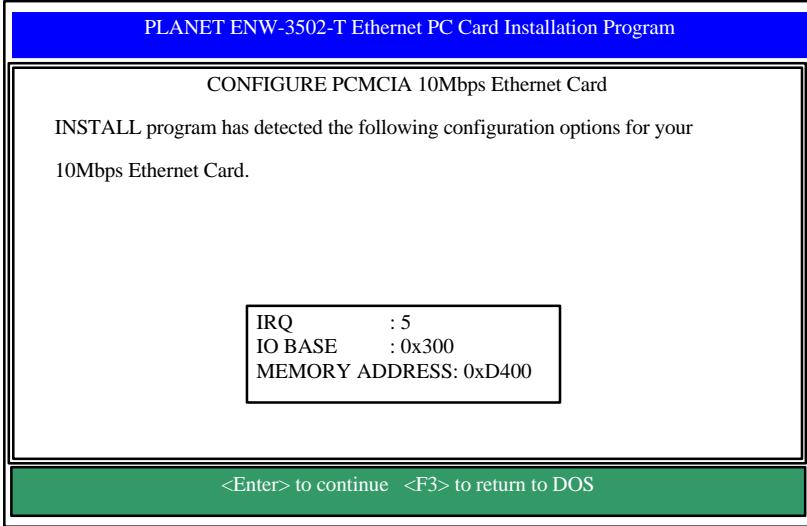 PLANET ENW-3502-T Ethernet PC Card Installation Program
CONFIGURE PCMCIA 10Mbps Ethernet Card
INSTALL program has detected the following configuration options for your
10Mbps Ethernet Card.
IRQ : 5
IO BASE : 0x300
MEMORY ADDRESS: 0xD400
<Enter> to continue <F3> to return to DOS